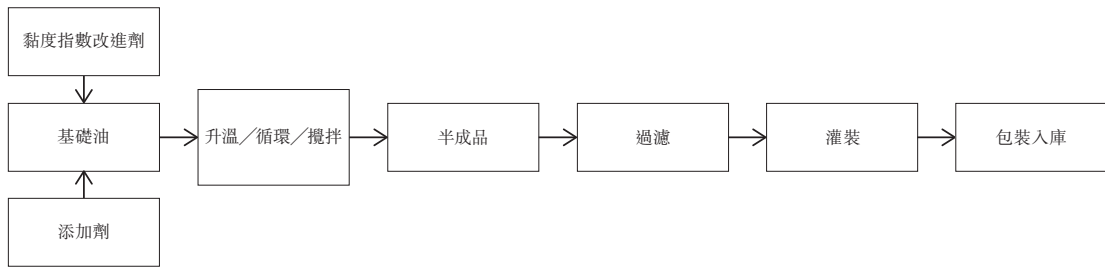 黏度指數改進劑
基礎油
添加劑
升溫╱循環╱攪拌
半成品
過濾
灌裝
包裝入庫